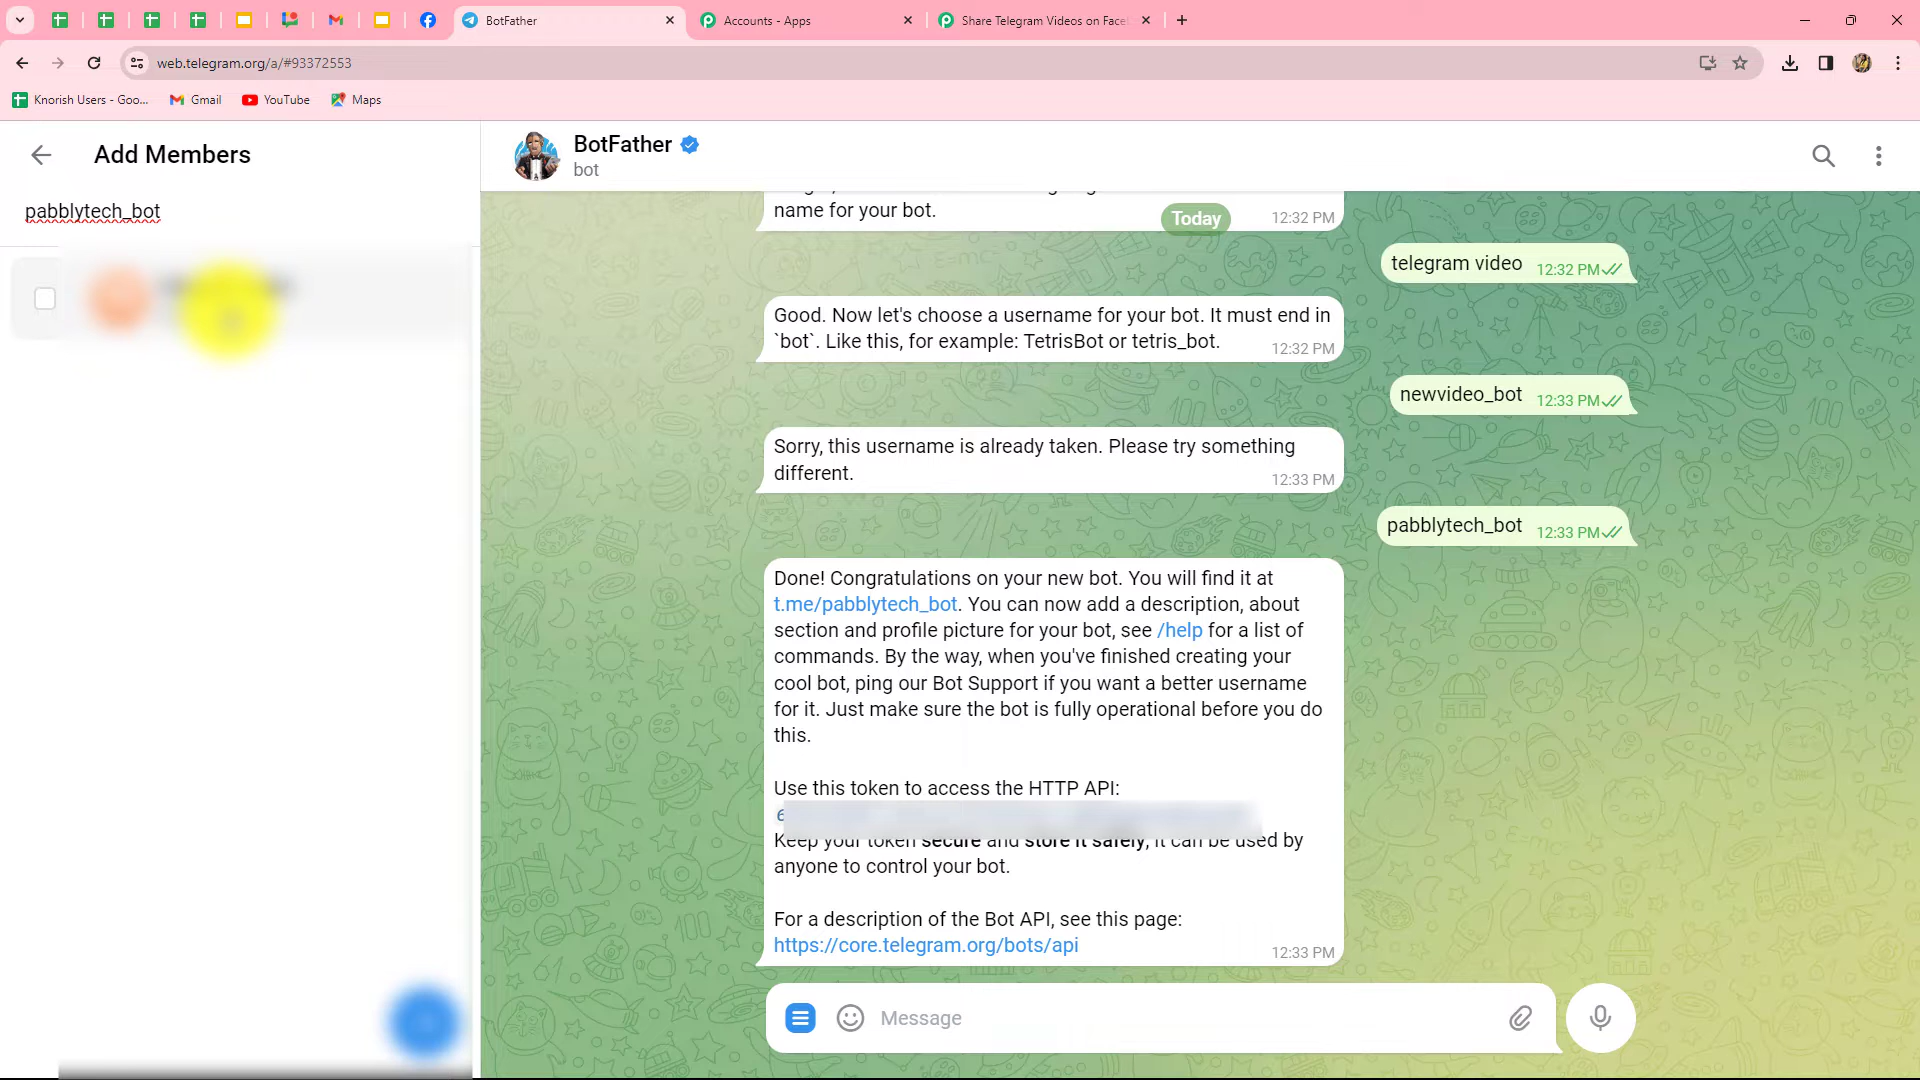 BotFather
Accounts - Apps
Share Telegram Videos on Face
web.telegram.org/a/#93372553
Knorish Users - Goo...
Gmail
YouTube
Maps
Add Members
pabblytech_bot
BotFather
bot
name for your bot.
12:32 PM
Today
telegram video
12:32 PM
Good. Now let's choose a username for your bot. It must end in
`bot`. Like this, for example: TetrisBot or tetris_bot.
12:32 PM
newvideo_bot
12:33 PM
Sorry, this username is already taken. Please try something
different.
12:33 PM
pabblytech_bot
12:33 PM
Done! Congratulations on your new bot. You will find it at
t.me/pabblytech_bot. You can now add a description, about
section and profile picture for your bot, see /help for a list of
commands. By the way, when you've finished creating your
cool bot, ping our Bot Support if you want a better username
for it. Just make sure the bot is fully operational before you do
this.
Use this token to access the HTTP API:
Keep your token secure and store it safely, it can be used by
anyone to control your bot.
For a description of the Bot API, see this page:
https://core.telegram.org/bots/api
12:33 PM
Message